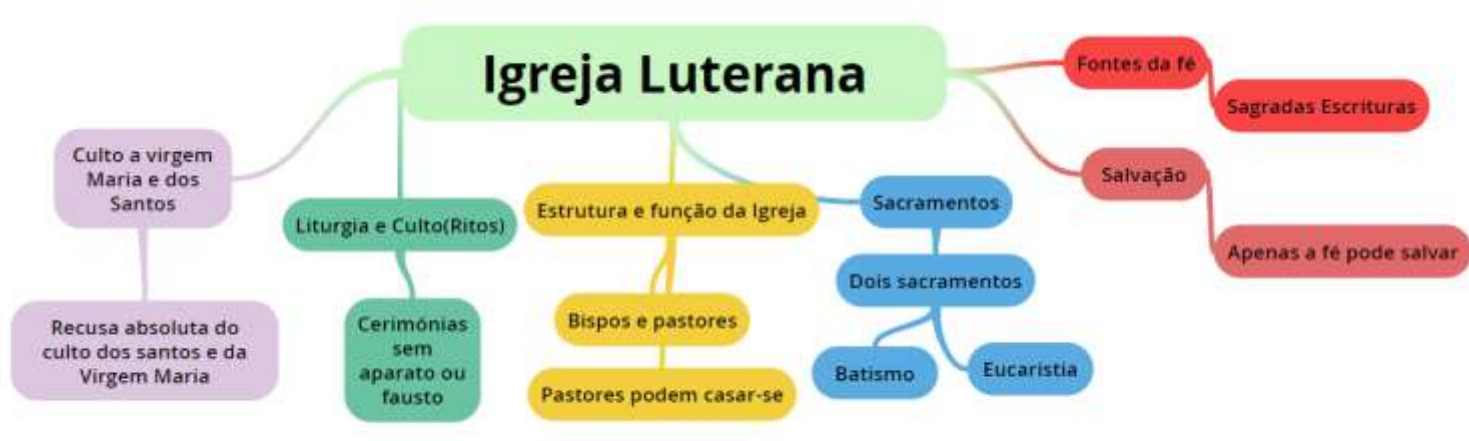 Igreja Luterana
Fontes da fé
Sagradas Escrituras
Salvação
Apenas a fé pode salvar
Sacramentos
Dois sacramentos
Batismo
Eucaristia
Estrutura e função da Igreja
Bispos e pastores
Pastores podem casar-se
Liturgia e Culto(Ritos)
Cerimónias
sem
aparato ou
fausto
Culto a virgem
Maria e dos
Santos
Recusa absoluta do
culto dos santos e da
Virgem Maria